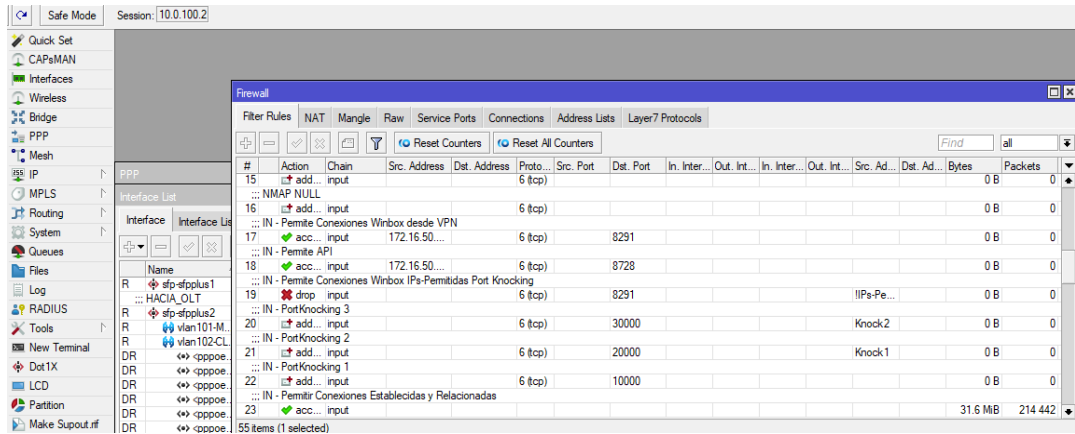 Safe Mode Session: 10.0.100.2
Quick Set
CAPsMAN
Interfaces
Wireless
Bridge
PPP
Mesh
IP
MPLS
Routing
System
Queues
Files
Log
RADIUS
Tools
New Terminal
Dot1X
LCD
Partition
Make Supout.rif
PPP
Interface List
Interface Interface Lis
Name
R sfp-sfpplus1
;;; HACIA_OLT
R sfp-sfpplus2
R vlan101-M...
R vlan102-CL...
DR <pppoe...
DR <pppoe...
DR <pppoe...
DR <pppoe...
DR <pppoe...
DR <pppoe...
Firewall
Filter Rules NAT Mangle Raw Service Ports Connections Address Lists Layer7 Protocols
Reset Counters Reset All Counters Find all
# Action Chain Src. Address Dst. Address Proto... Src. Port Dst. Port In. Inter... Out. Int... In. Inter... Out. Int... Src. Ad... Dst. Ad... Bytes Packets
15 add... input 6 (tcp) 0 B 0
;;; NMAP NULL
16 add... input 6 (tcp) 0 B 0
;;; IN - Permite Conexiones Winbox desde VPN
17 acc... input 172.16.50.... 6 (tcp) 8291 0 B 0
;;; IN - Permite API
18 acc... input 172.16.50.... 6 (tcp) 8728 0 B 0
;;; IN - Permite Conexiones Winbox IPs-Permitidas Port Knocking
19 drop input 6 (tcp) 8291 !IPs-Pe... 0 B 0
;;; IN - PortKnocking 3
20 add... input 6 (tcp) 30000 Knock2 0 B 0
;;; IN - PortKnocking 2
21 add... input 6 (tcp) 20000 Knock1 0 B 0
;;; IN - PortKnocking 1
22 add... input 6 (tcp) 10000 0 B 0
;;; IN - Permitir Conexiones Establecidas y Relacionadas
23 acc... input 31.6 MiB 214 442
55 items (1 selected)